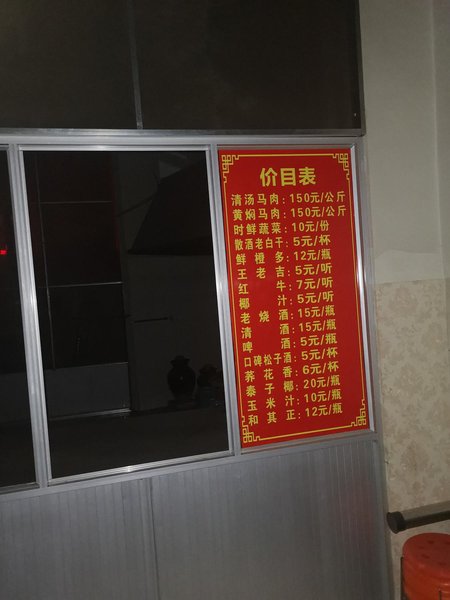 价目表
清汤马肉：150元/公斤
黄焖马肉：150元/公斤
时鲜蔬菜：10元/份
散酒老白干：5元/杯
鲜橙多：12元/瓶
王老吉：5元/听
红牛：7元/听
椰汁：5元/听
老烧酒：15元/瓶
清酒：15元/瓶
啤酒：5元/瓶
口碑松子酒：5元/杯
荞花香：6元/杯
泰子椰：20元/瓶
玉米汁：10元/瓶
和其正：12元/瓶